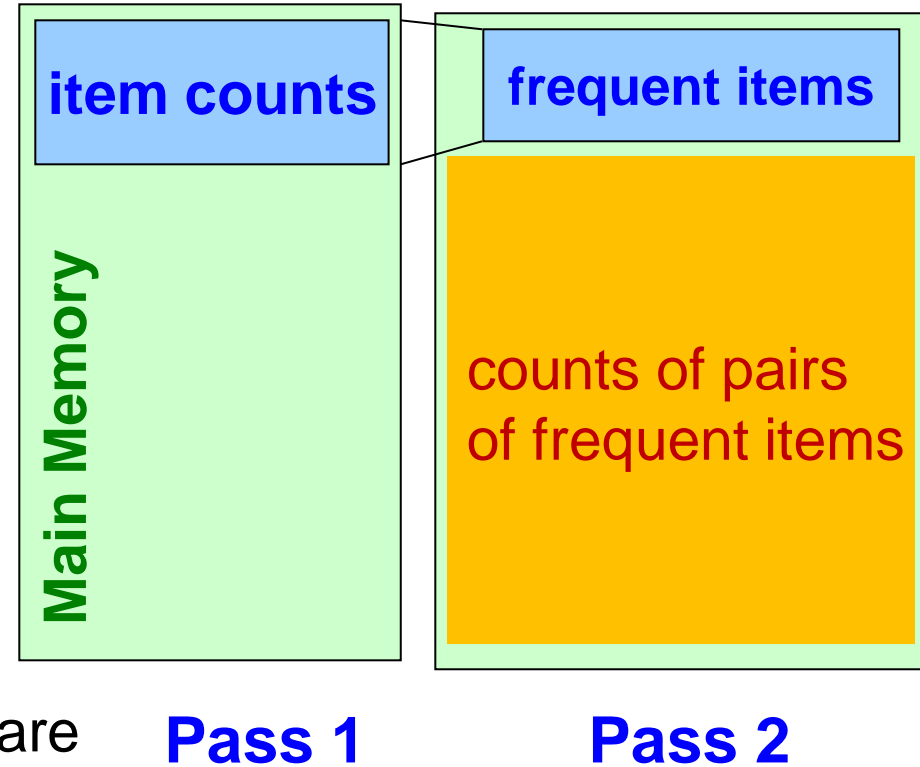 item counts
frequent items
Main Memory
counts of pairs
of frequent items
are
Pass 1
Pass 2